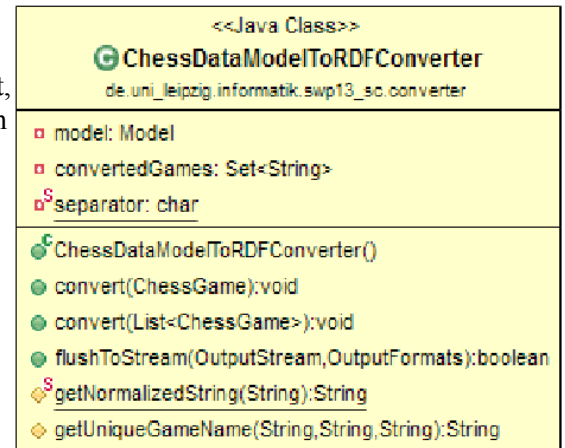 <<Java Class>>
ChessDataModelToRDFConverter
de.uni_leipzig.informatik.swp13_sc.converter
t,
n
model: Model
convertedGames: Set<String>
S separator: char
C ChessDataModelToRDFConverter()
convert(ChessGame):void
convert(List<ChessGame>):void
flushToStream(OutputStream,OutputFormats):boolean
S getNormalizedString(String):String
getUniqueGameName(String,String,String):String